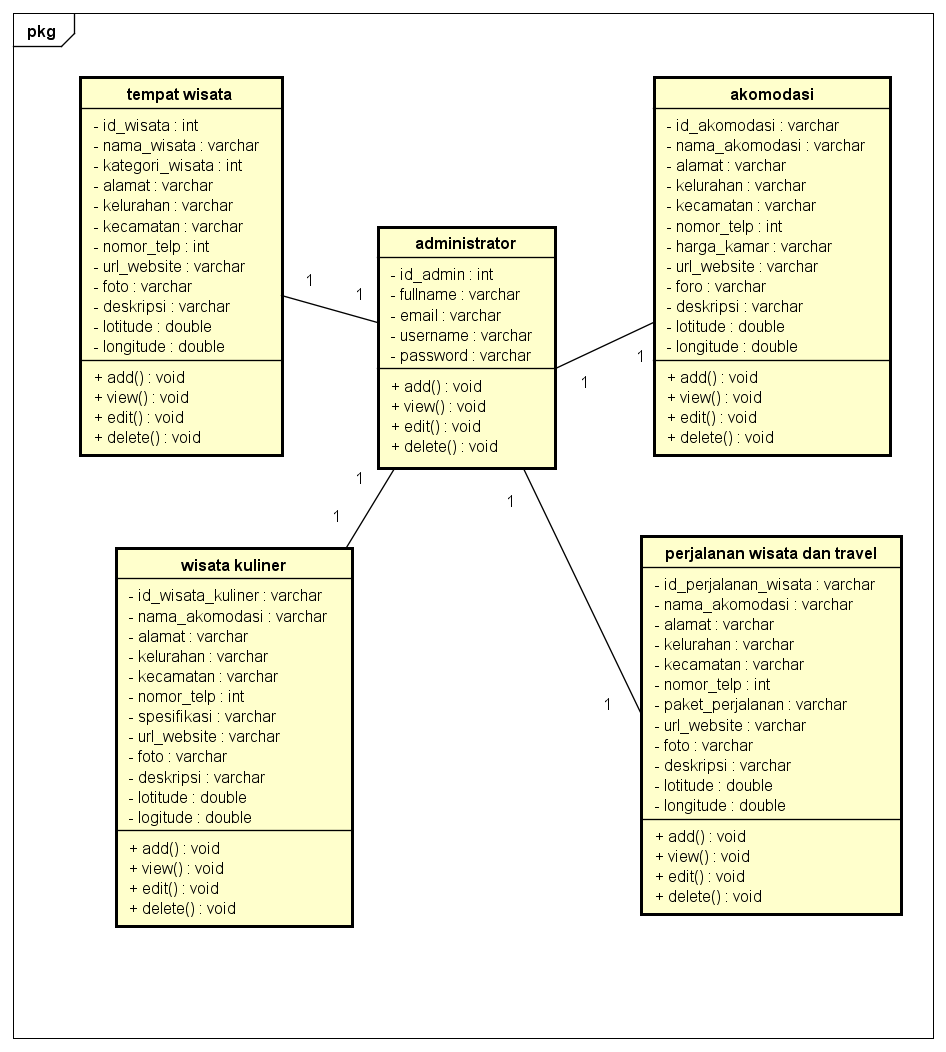 pkg
tempat wisata
- id_wisata : int
- nama_wisata : varchar
- kategori_wisata : int
- alamat : varchar
- kelurahan : varchar
- kecamatan : varchar
- nomor_telp : int
- url_website : varchar
- foto : varchar
- deskripsi : varchar
- lotitude : double
- longitude : double
+ add() : void
+ view() : void
+ edit() : void
+ delete() : void
1
1
administrator
- id_admin : int
- fullname : varchar
- email : varchar
- username : varchar
- password : varchar
+ add() : void
+ view() : void
+ edit() : void
+ delete() : void
1
1
akomodasi
- id_akomodasi : varchar
- nama_akomodasi : varchar
- alamat : varchar
- kelurahan : varchar
- kecamatan : varchar
- nomor_telp : int
- harga_kamar : varchar
- url_website : varchar
- foro : varchar
- deskripsi : varchar
- lotitude : double
- longitude : double
+ add() : void
+ view() : void
+ edit() : void
+ delete() : void
1
1
wisata kuliner
- id_wisata_kuliner : varchar
- nama_akomodasi : varchar
- alamat : varchar
- kelurahan : varchar
- kecamatan : varchar
- nomor_telp : int
- spesifikasi : varchar
- url_website : varchar
- foto : varchar
- deskripsi : varchar
- lotitude : double
- logitude : double
+ add() : void
+ view() : void
+ edit() : void
+ delete() : void
1
1
perjalanan wisata dan travel
- id_perjalanan_wisata : varchar
- nama_akomodasi : varchar
- alamat : varchar
- kelurahan : varchar
- kecamatan : varchar
- nomor_telp : int
- paket_perjalanan : varchar
- url_website : varchar
- foto : varchar
- deskripsi : varchar
- lotitude : double
- longitude : double
+ add() : void
+ view() : void
+ edit() : void
+ delete() : void